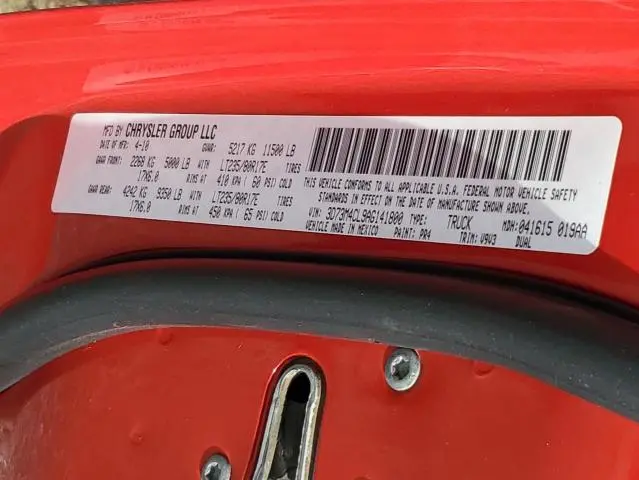 MFD BY CHRYSLER GROUP LLC
DATE OF MFR: 4-10 GVWR: 5217 KG 11500 LB
GAWR FRONT: 2268 KG 5000 LB WITH LT235/80R17E TIRES
17X6.0 RIMS AT 410 KPA ( 60 PSI) COLD
GAWR REAR: 4242 KG 9350 LB WITH LT235/80R17E TIRES
17X6.0 RIMS AT 450 KPA ( 65 PSI) COLD
THIS VEHICLE CONFORMS TO ALL APPLICABLE U.S.A. FEDERAL MOTOR VEHICLE SAFETY
STANDARDS IN EFFECT ON THE DATE OF MANUFACTURE SHOWN ABOVE.
VIN: 3D73M4CL9AG141800 TYPE: TRUCK MDH: 041615 019AA
VEHICLE MADE IN MEXICO PAINT: PR4 TRIM: V9V3 DUAL